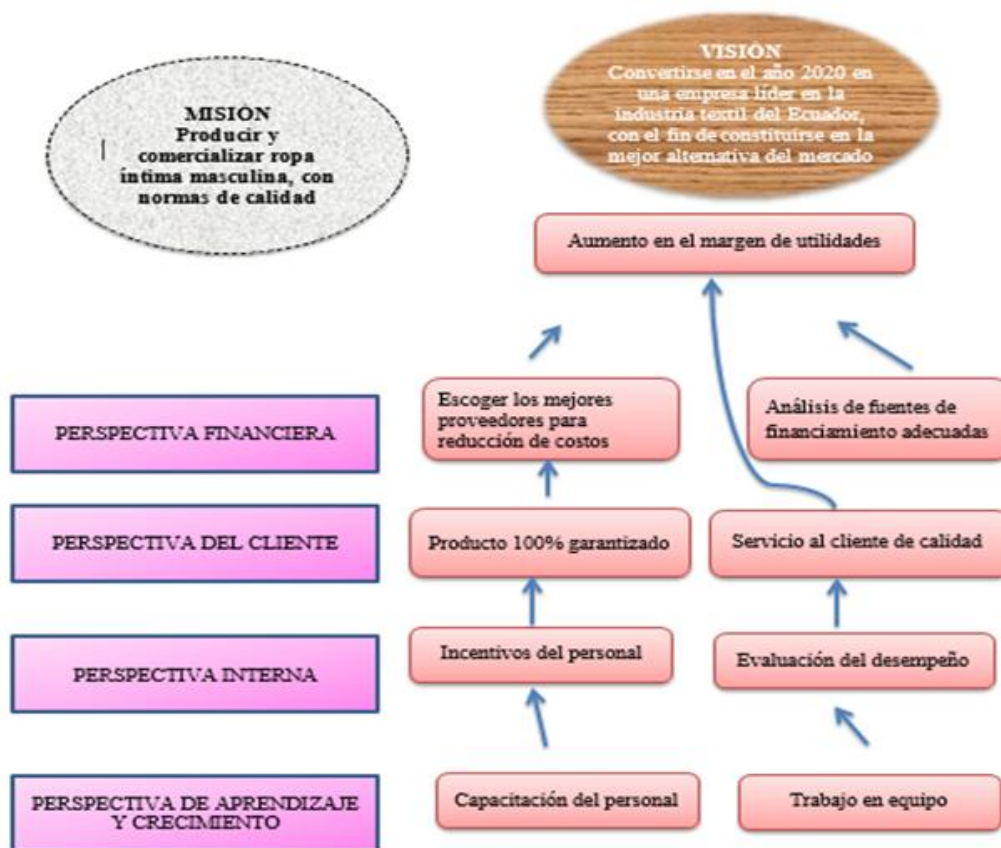 MISIÓN
Producir y
comercializar ropa
íntima masculina, con
normas de calidad
VISIÓN
Convertirse en el año 2020 en
una empresa líder en la
industria textil del Ecuador,
con el fin de constituirse en la
mejor alternativa del mercado
Aumento en el margen de utilidades
PERSPECTIVA FINANCIERA
Escoger los mejores
proveedores para
reducción de costos
Análisis de fuentes de
financiamiento adecuadas
PERSPECTIVA DEL CLIENTE
Producto 100% garantizado
Servicio al cliente de calidad
PERSPECTIVA INTERNA
Incentivos del personal
Evaluación del desempeño
PERSPECTIVA DE APRENDIZAJE
Y CRECIMIENTO
Capacitación del personal
Trabajo en equipo